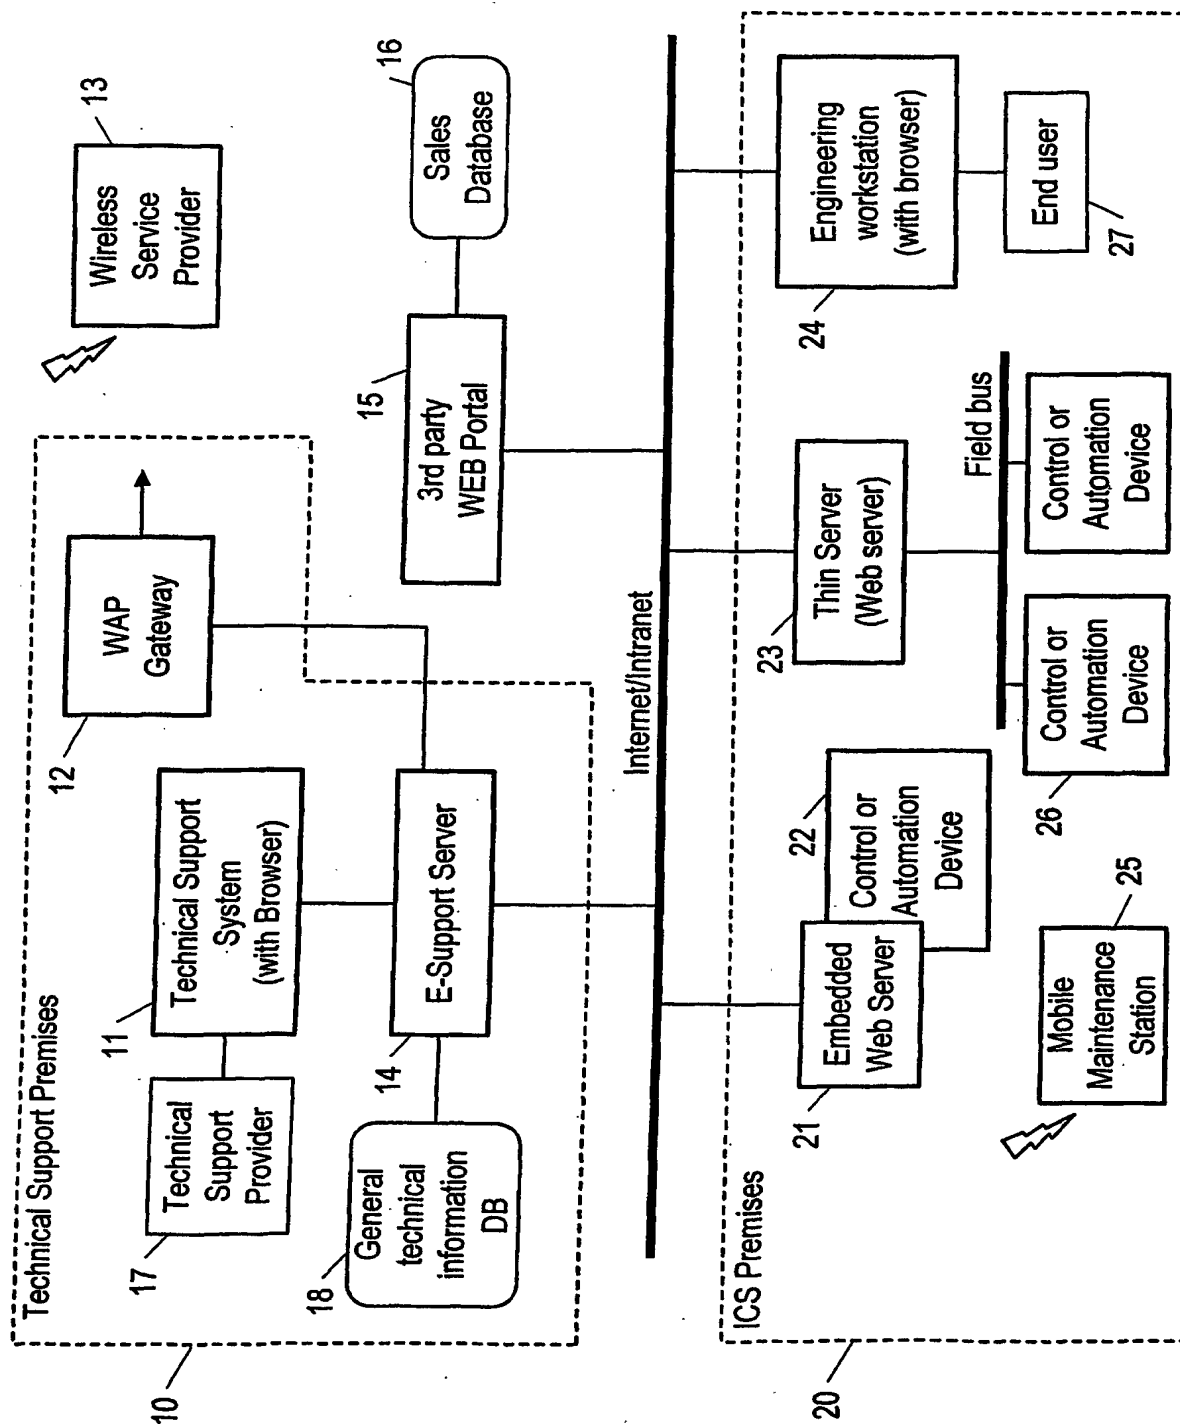 Technical Support Premises
10
17
Technical
Support
Provider
11
Technical Support
System
(with Browser)
12
WAP
Gateway
13
Wireless
Service
Provider
18
General
technical
information
DB
14
E-Support Server
15
3rd party
WEB Portal
16
Sales
Database
Internet/Intranet
ICS Premises
20
21
Embedded
Web Server
22
Control or
Automation
Device
23
Thin Server
(Web server)
24
Engineering
workstation
(with browser)
Field bus
25
Mobile
Maintenance
Station
26
Control or
Automation
Device
Control or
Automation
Device
End user
27